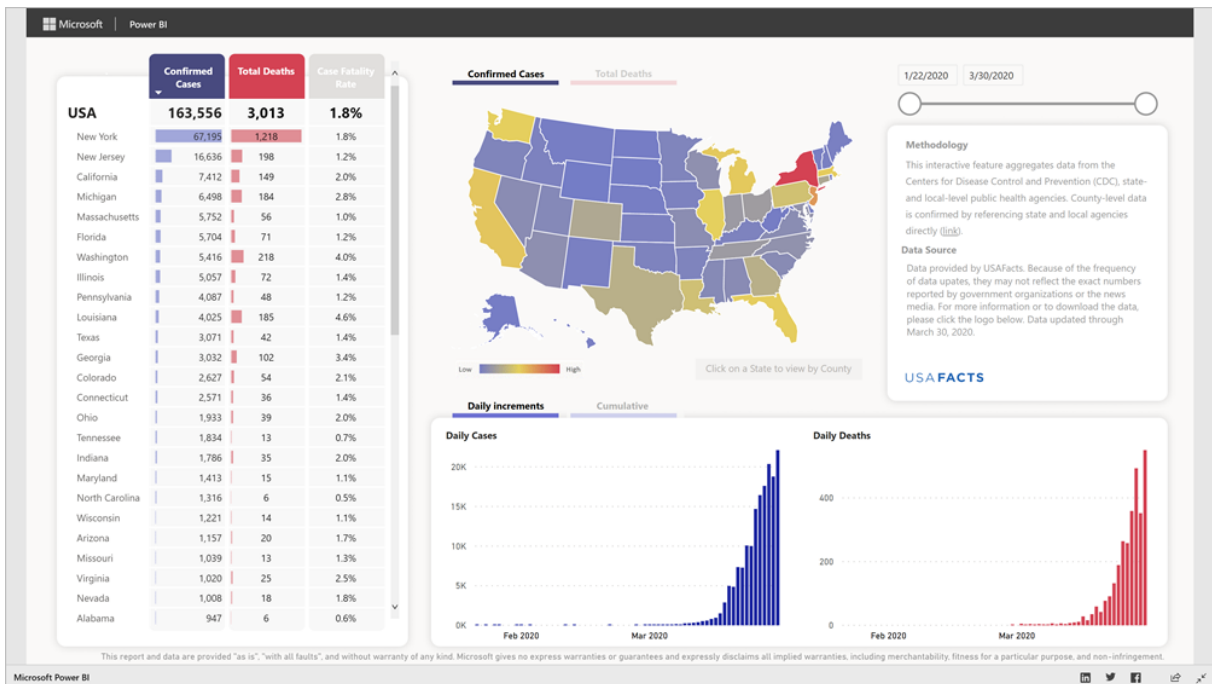 Microsoft | Power BI
Confirmed Cases Total Deaths Case Fatality Rate
USA 163,556 3,013 1.8%
New York 67,195 1,218 1.8%
New Jersey 16,636 198 1.2%
California 7,412 149 2.0%
Michigan 6,498 184 2.8%
Massachusetts 5,752 56 1.0%
Florida 5,704 71 1.2%
Washington 5,416 218 4.0%
Illinois 5,057 72 1.4%
Pennsylvania 4,087 48 1.2%
Louisiana 4,025 185 4.6%
Texas 3,071 42 1.4%
Georgia 3,032 102 3.4%
Colorado 2,627 54 2.1%
Connecticut 2,571 36 1.4%
Ohio 1,933 39 2.0%
Tennessee 1,834 13 0.7%
Indiana 1,786 35 2.0%
Maryland 1,413 15 1.1%
North Carolina 1,316 6 0.5%
Wisconsin 1,221 14 1.1%
Arizona 1,157 20 1.7%
Missouri 1,039 13 1.3%
Virginia 1,020 25 2.5%
Nevada 1,008 18 1.8%
Alabama 947 6 0.6%
Confirmed Cases Total Deaths
Low High
Click on a State to view by County
1/22/2020 3/30/2020
Methodology
This interactive feature aggregates data from the
Centers for Disease Control and Prevention (CDC), state-
and local-level public health agencies. County-level data
is confirmed by referencing state and local agencies
directly (link).
Data Source
Data provided by USAFacts. Because of the frequency
of data upates, they may not reflect the exact numbers
reported by government organizations or the news
media. For more information or to download the data,
please click the logo below. Data updated through
March 30, 2020.
USAFACTS
Daily increments Cumulative
Daily Cases
20K
15K
10K
5K
0K
Feb 2020 Mar 2020
Daily Deaths
400
200
0
Feb 2020 Mar 2020
This report and data are provided "as is", "with all faults", and without warranty of any kind. Microsoft gives no express warranties or guarantees and expressly disclaims all implied warranties, including merchantability, fitness for a particular purpose, and non-infringement.
Microsoft Power BI